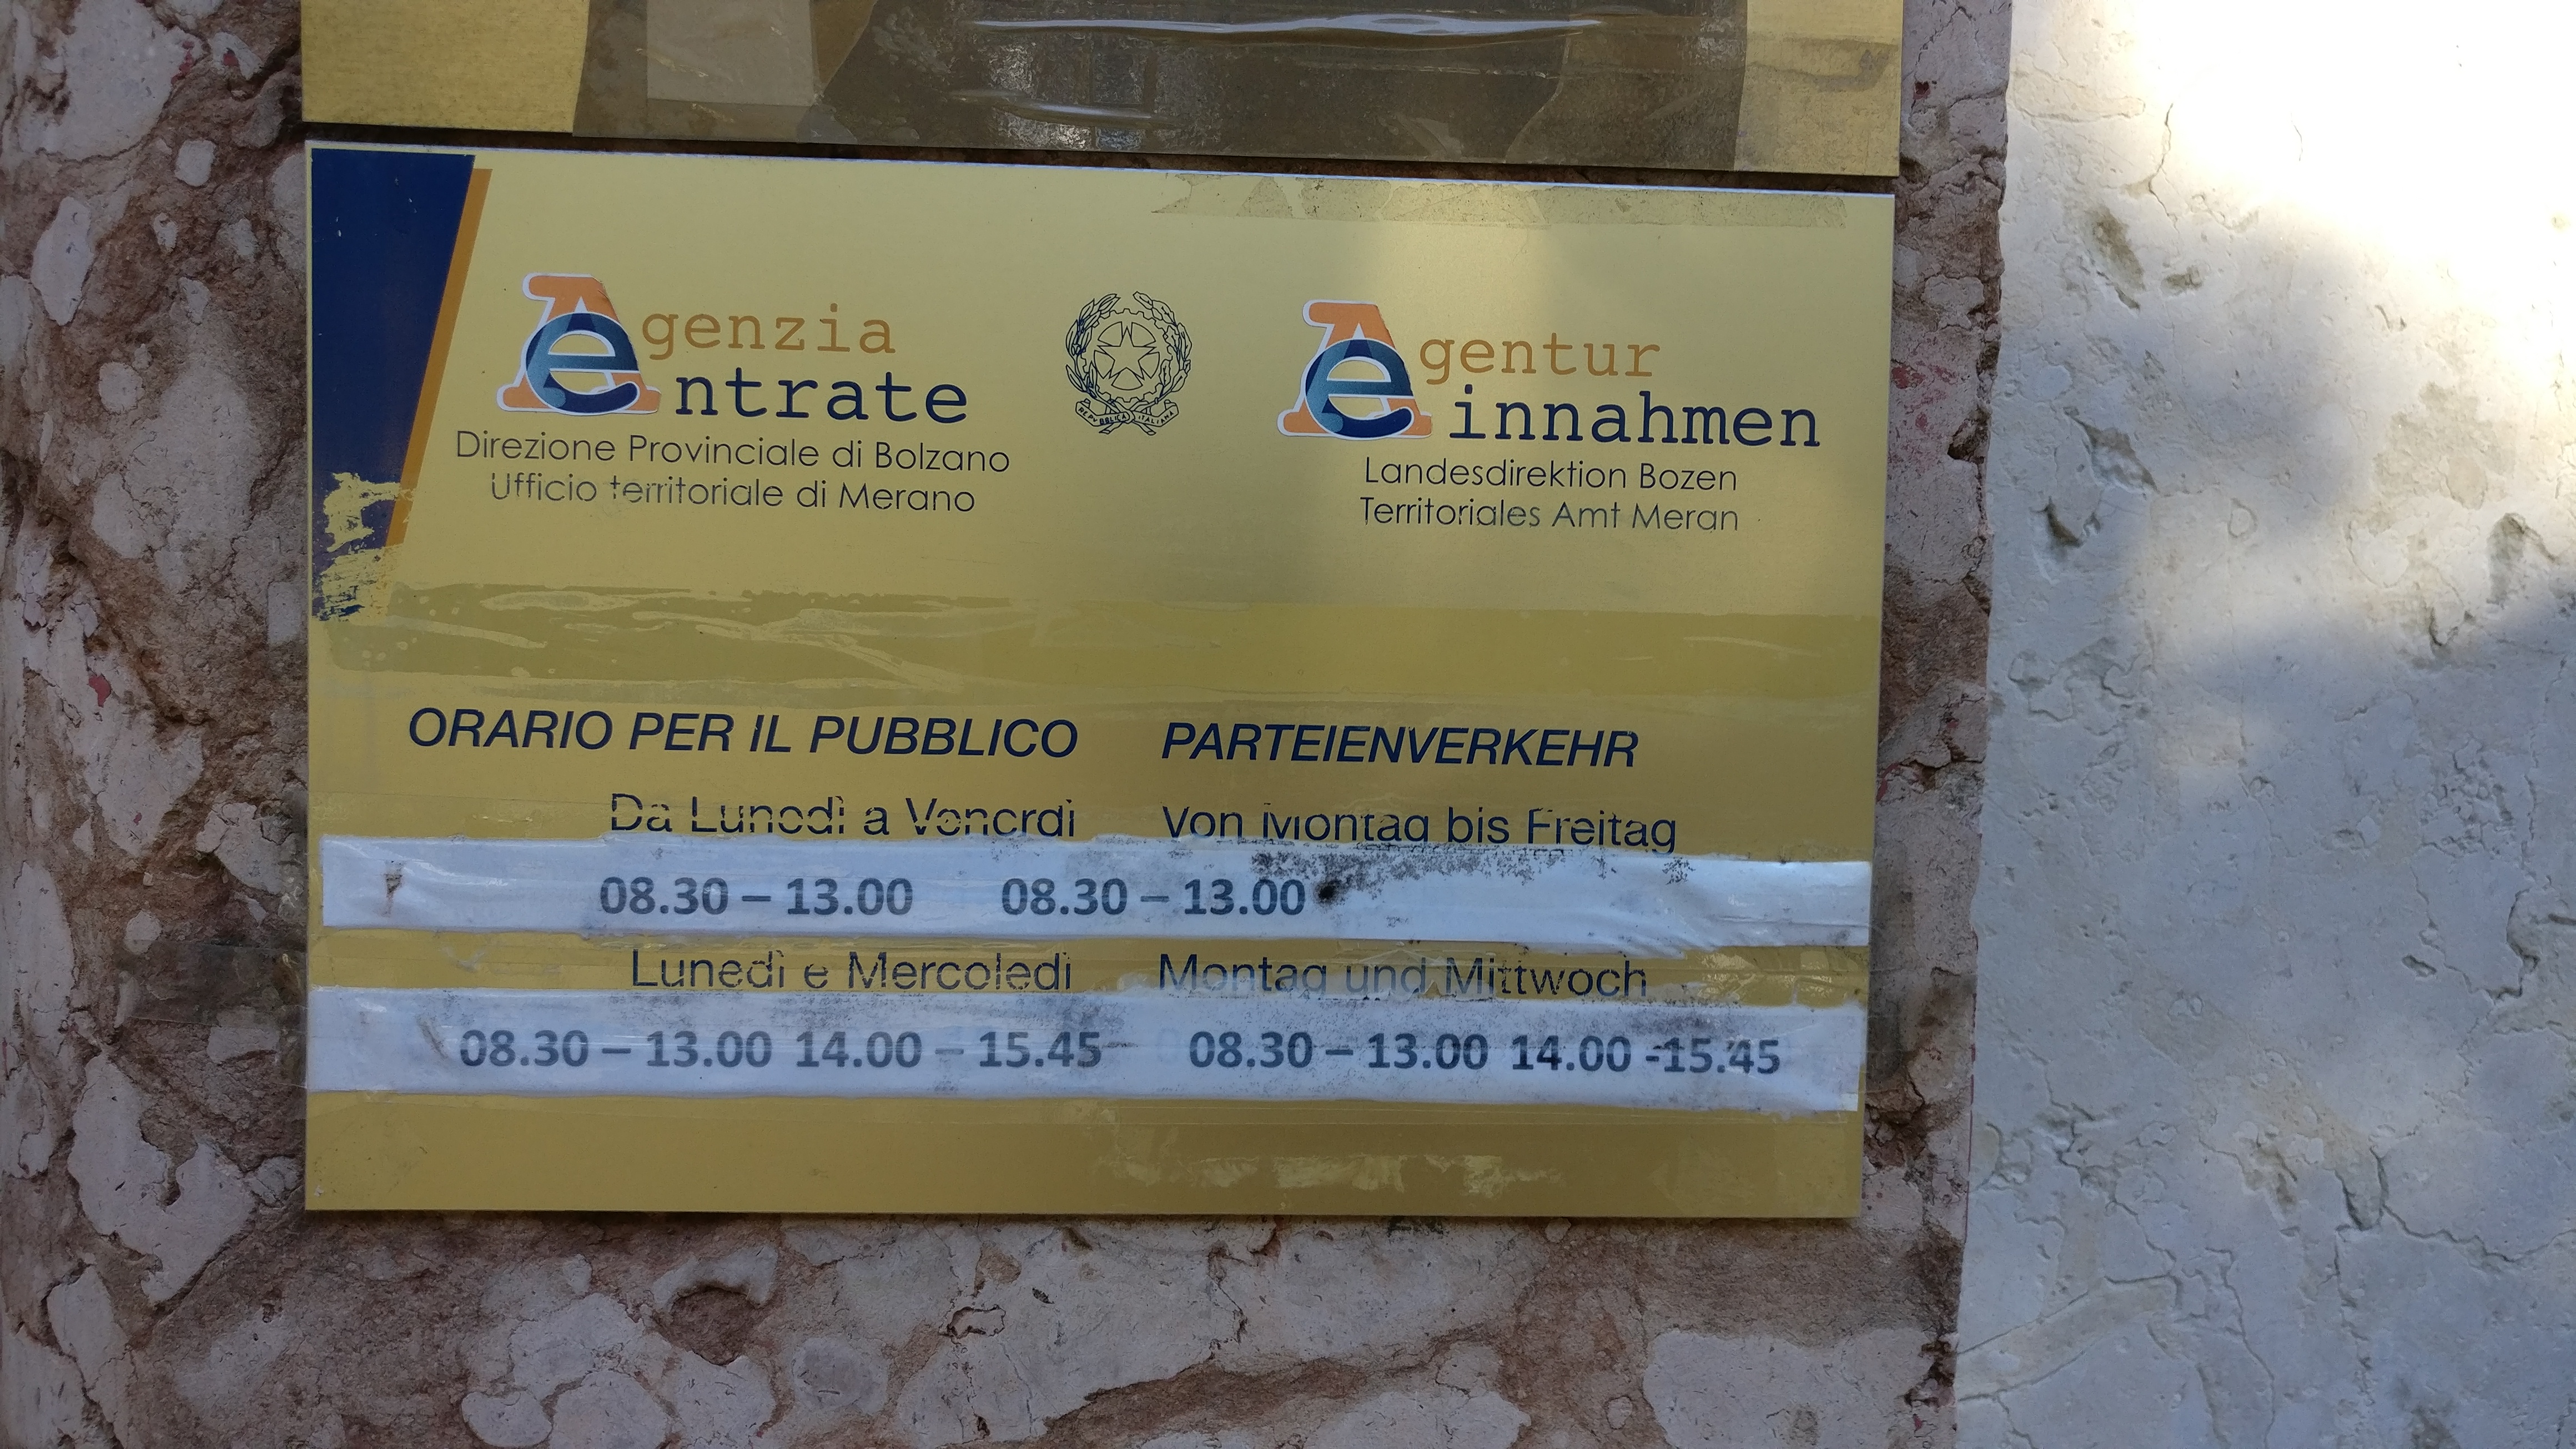 Agenzia
entrate
Direzione Provinciale di Bolzano
Ufficio territoriale di Merano
REPVBBLICA ITALIANA
Agentur
einnahmen
Landesdirektion Bozen
Territoriales Amt Meran
ORARIO PER IL PUBBLICO
Da Lunedì a Venerdì
08.30 – 13.00
Lunedì e Mercoledì
08.30 – 13.00 14.00 – 15.45
PARTEIENVERKEHR
Von Montag bis Freitag
08.30 – 13.00
Montag und Mittwoch
08.30 – 13.00 14.00 -15.45